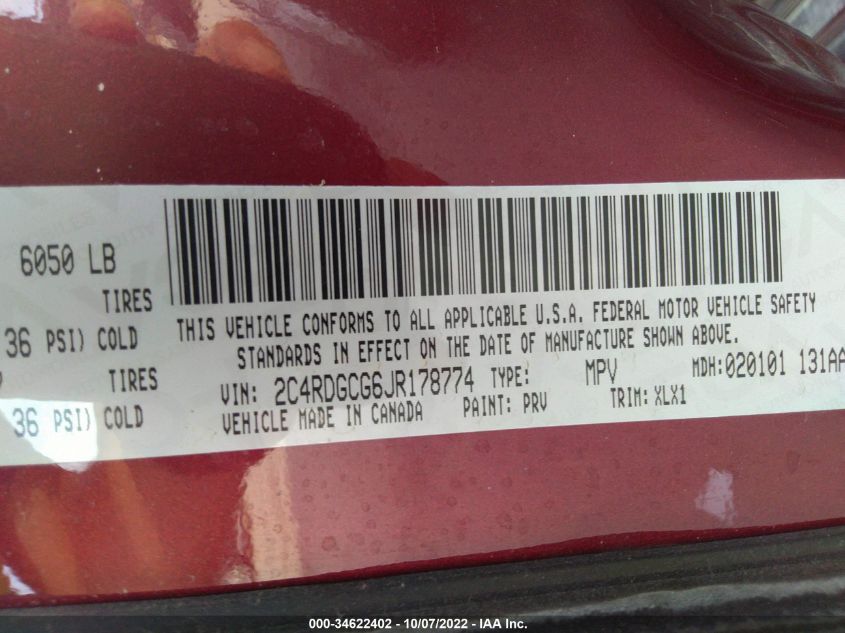 6050 LB
TIRES
36 PSI) COLD
TIRES
36 PSI) COLD
THIS VEHICLE CONFORMS TO ALL APPLICABLE U.S.A. FEDERAL MOTOR VEHICLE SAFETY
STANDARDS IN EFFECT ON THE DATE OF MANUFACTURE SHOWN ABOVE.
VIN: 2C4RDGCG6JR178774 TYPE: MPV MDH:020101 131AA
VEHICLE MADE IN CANADA PAINT: PRV TRIM: XLX1
000-34622402 - 10/07/2022 - IAA Inc.